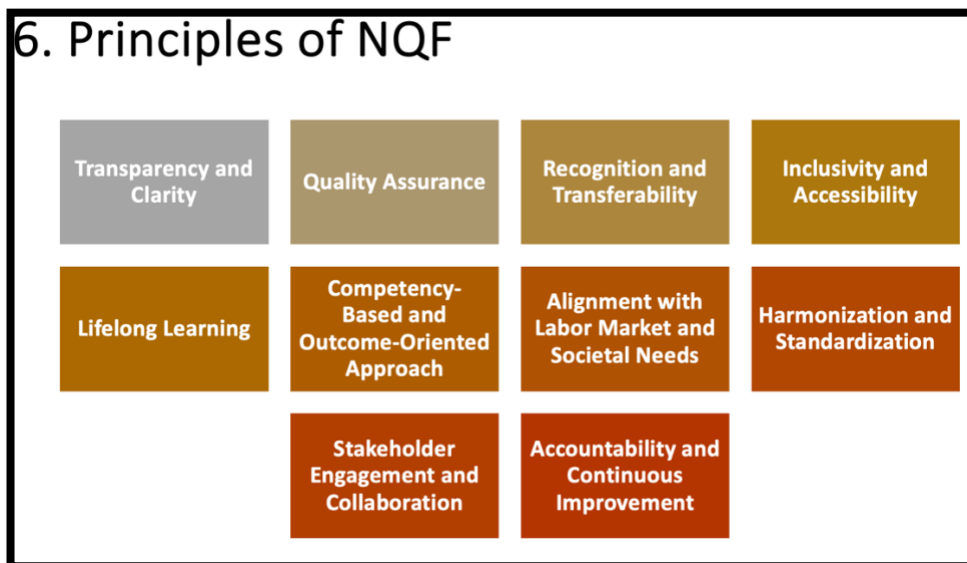 6. Principles of NQF
Transparency and
Clarity
Quality Assurance
Recognition and
Transferability
Inclusivity and
Accessibility
Lifelong Learning
Competency-
Based and
Outcome-Oriented
Approach
Alignment with
Labor Market and
Societal Needs
Harmonization and
Standardization
Stakeholder
Engagement and
Collaboration
Accountability and
Continuous
Improvement